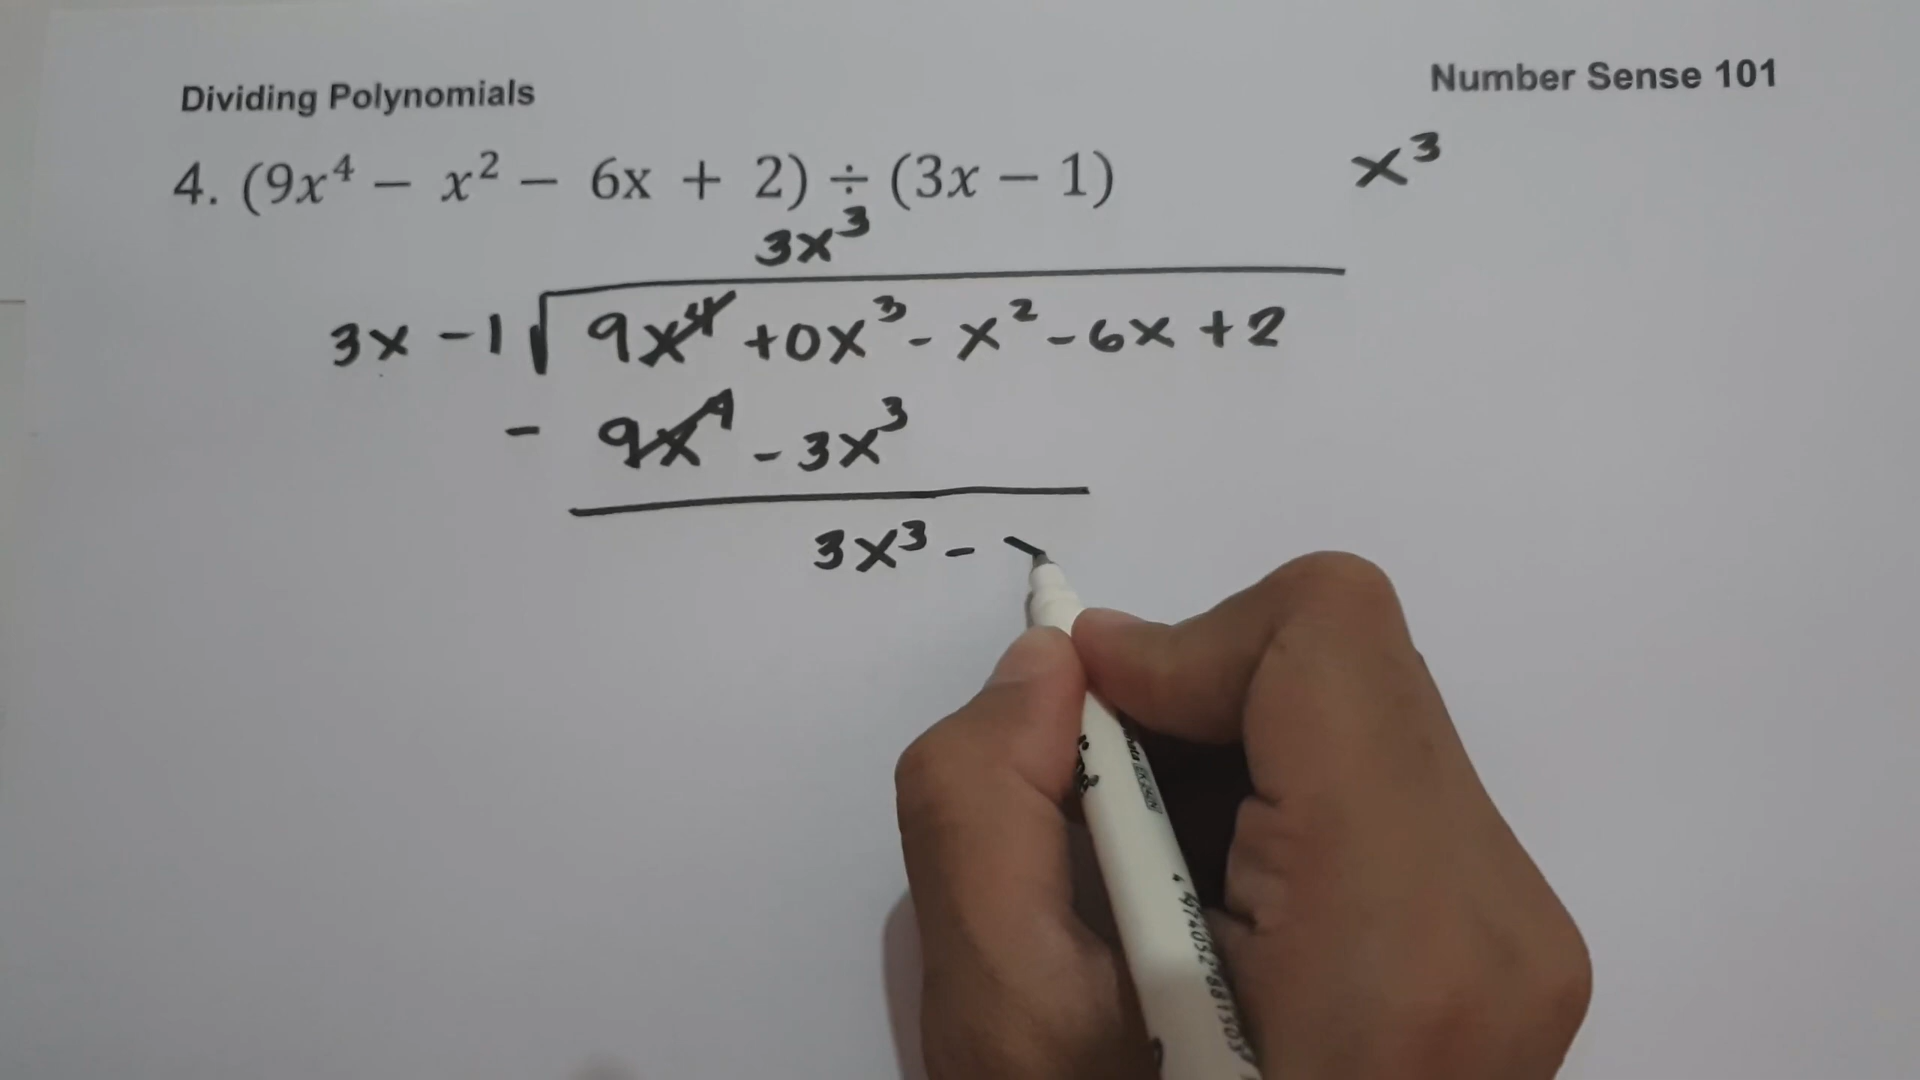 Dividing Polynomials
Number Sense 101
4. (9x⁴ − x² − 6x + 2) ÷ (3x − 1)
x³
3x³
3x - 1 √ 9x⁴ + 0x³ - x² - 6x + 2
- 9x⁴ - 3x³
3x³ -